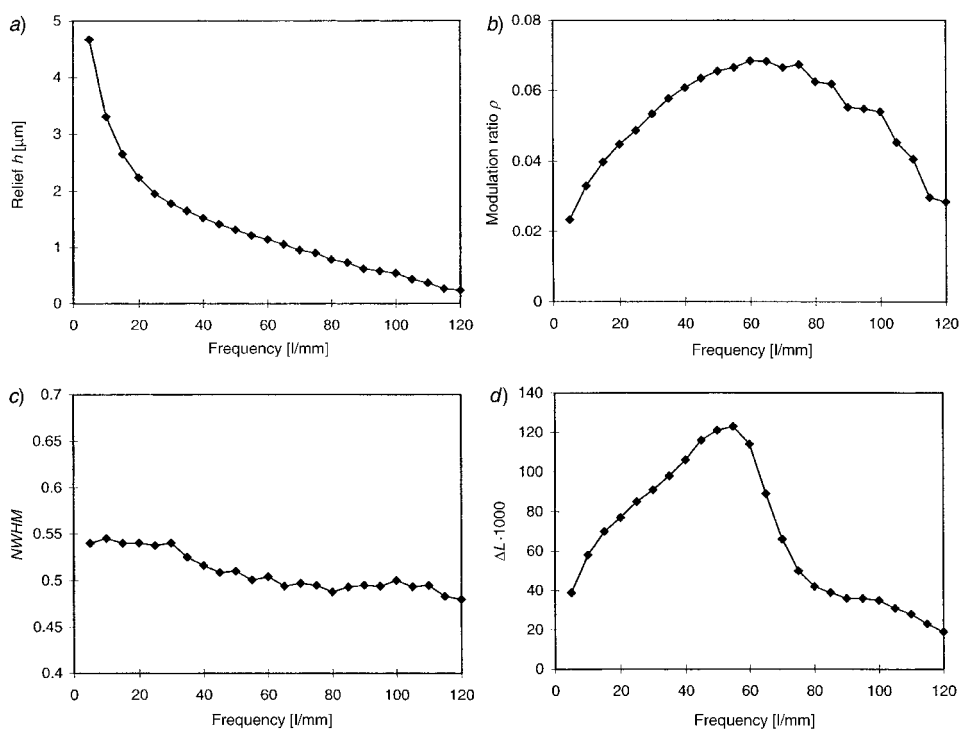 a)
5
4
3
2
1
0
Relief h [µm]
0 20 40 60 80 100 120
Frequency [l/mm]
b)
0.08
0.06
0.04
0.02
0
Modulation ratio ρ
0 20 40 60 80 100 120
Frequency [l/mm]
c)
0.7
0.65
0.6
0.55
0.5
0.45
0.4
NWHM
0 20 40 60 80 100 120
Frequency [l/mm]
d)
140
120
100
80
60
40
20
0
ΔL·1000
0 20 40 60 80 100 120
Frequency [l/mm]